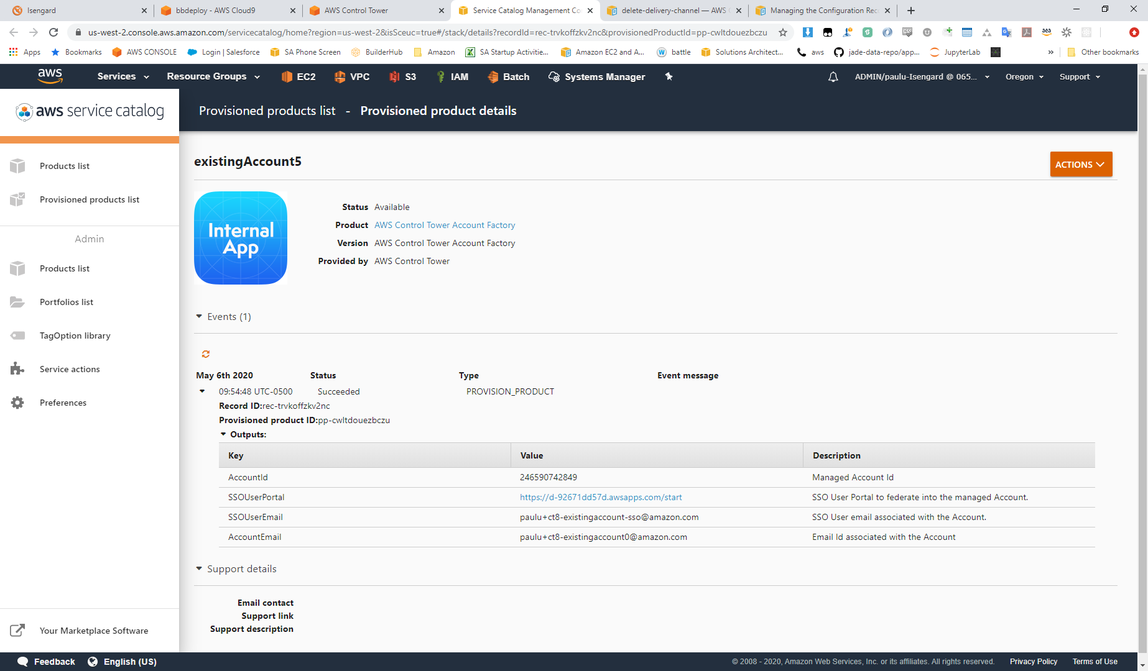 Isengard
bbdeploy - AWS Cloud9
AWS Control Tower
Service Catalog Management Co
delete-delivery-channel — AWS
Managing the Configuration Rec
us-west-2.console.aws.amazon.com/servicecatalog/home?region=us-west-2&isSceuc=true#/stack/details?recordId=rec-trvkoffzkv2nc&provisionedProductId=pp-cwltdouezbczu
Apps
Bookmarks
AWS CONSOLE
Login | Salesforce
SA Phone Screen
BuilderHub
Amazon
SA Startup Activitie...
Amazon EC2 and A...
battle
Solutions Architect...
aws
jade-data-repo/app...
JupyterLab
»
Other bookmarks
aws
Services
Resource Groups
EC2
VPC
S3
IAM
Batch
Systems Manager
ADMIN/paulu-Isengard @ 065...
Oregon
Support
aws service catalog
Provisioned products list - Provisioned product details
Products list
Provisioned products list
Admin
Products list
Portfolios list
TagOption library
Service actions
Preferences
Your Marketplace Software
existingAccount5
ACTIONS
Internal
App
Status Available
Product AWS Control Tower Account Factory
Version AWS Control Tower Account Factory
Provided by AWS Control Tower
Events (1)
May 6th 2020 Status Type Event message
09:54:48 UTC-0500 Succeeded PROVISION_PRODUCT
Record ID:rec-trvkoffzkv2nc
Provisioned product ID:pp-cwltdouezbczu
Outputs:
Key Value Description
AccountId 246590742849 Managed Account Id
SSOUserPortal https://d-92671dd57d.awsapps.com/start SSO User Portal to federate into the managed Account.
SSOUserEmail paulu+ct8-existingaccount-sso@amazon.com SSO User email associated with the Account.
AccountEmail paulu+ct8-existingaccount0@amazon.com Email Id associated with the Account
Support details
Email contact
Support link
Support description
Feedback
English (US)
© 2008 - 2020, Amazon Web Services, Inc. or its affiliates. All rights reserved.
Privacy Policy
Terms of Use